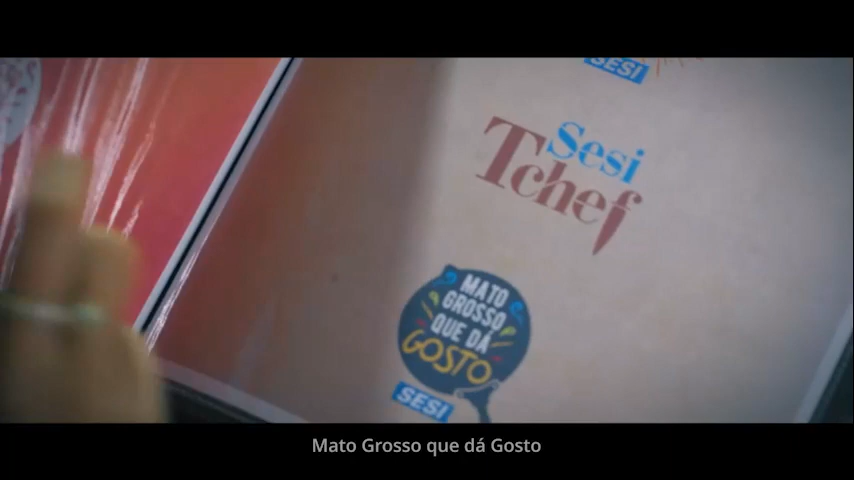 SESI
Sesi
Tchef
MATO
GROSSO
QUE DÁ
GOSTO
SESI
Mato Grosso que dá Gosto